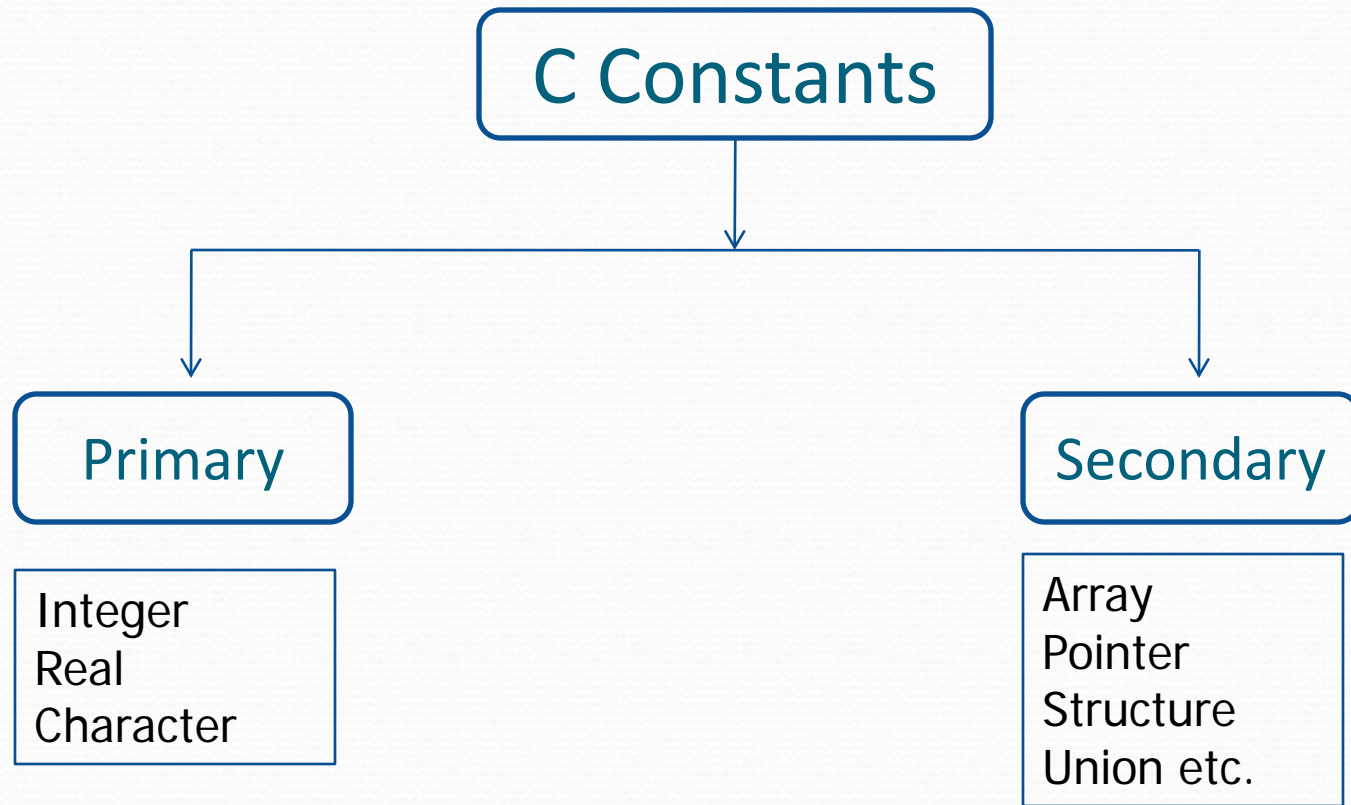 C Constants
Primary
Secondary
Integer
Real
Character
Array
Pointer
Structure
Union etc.